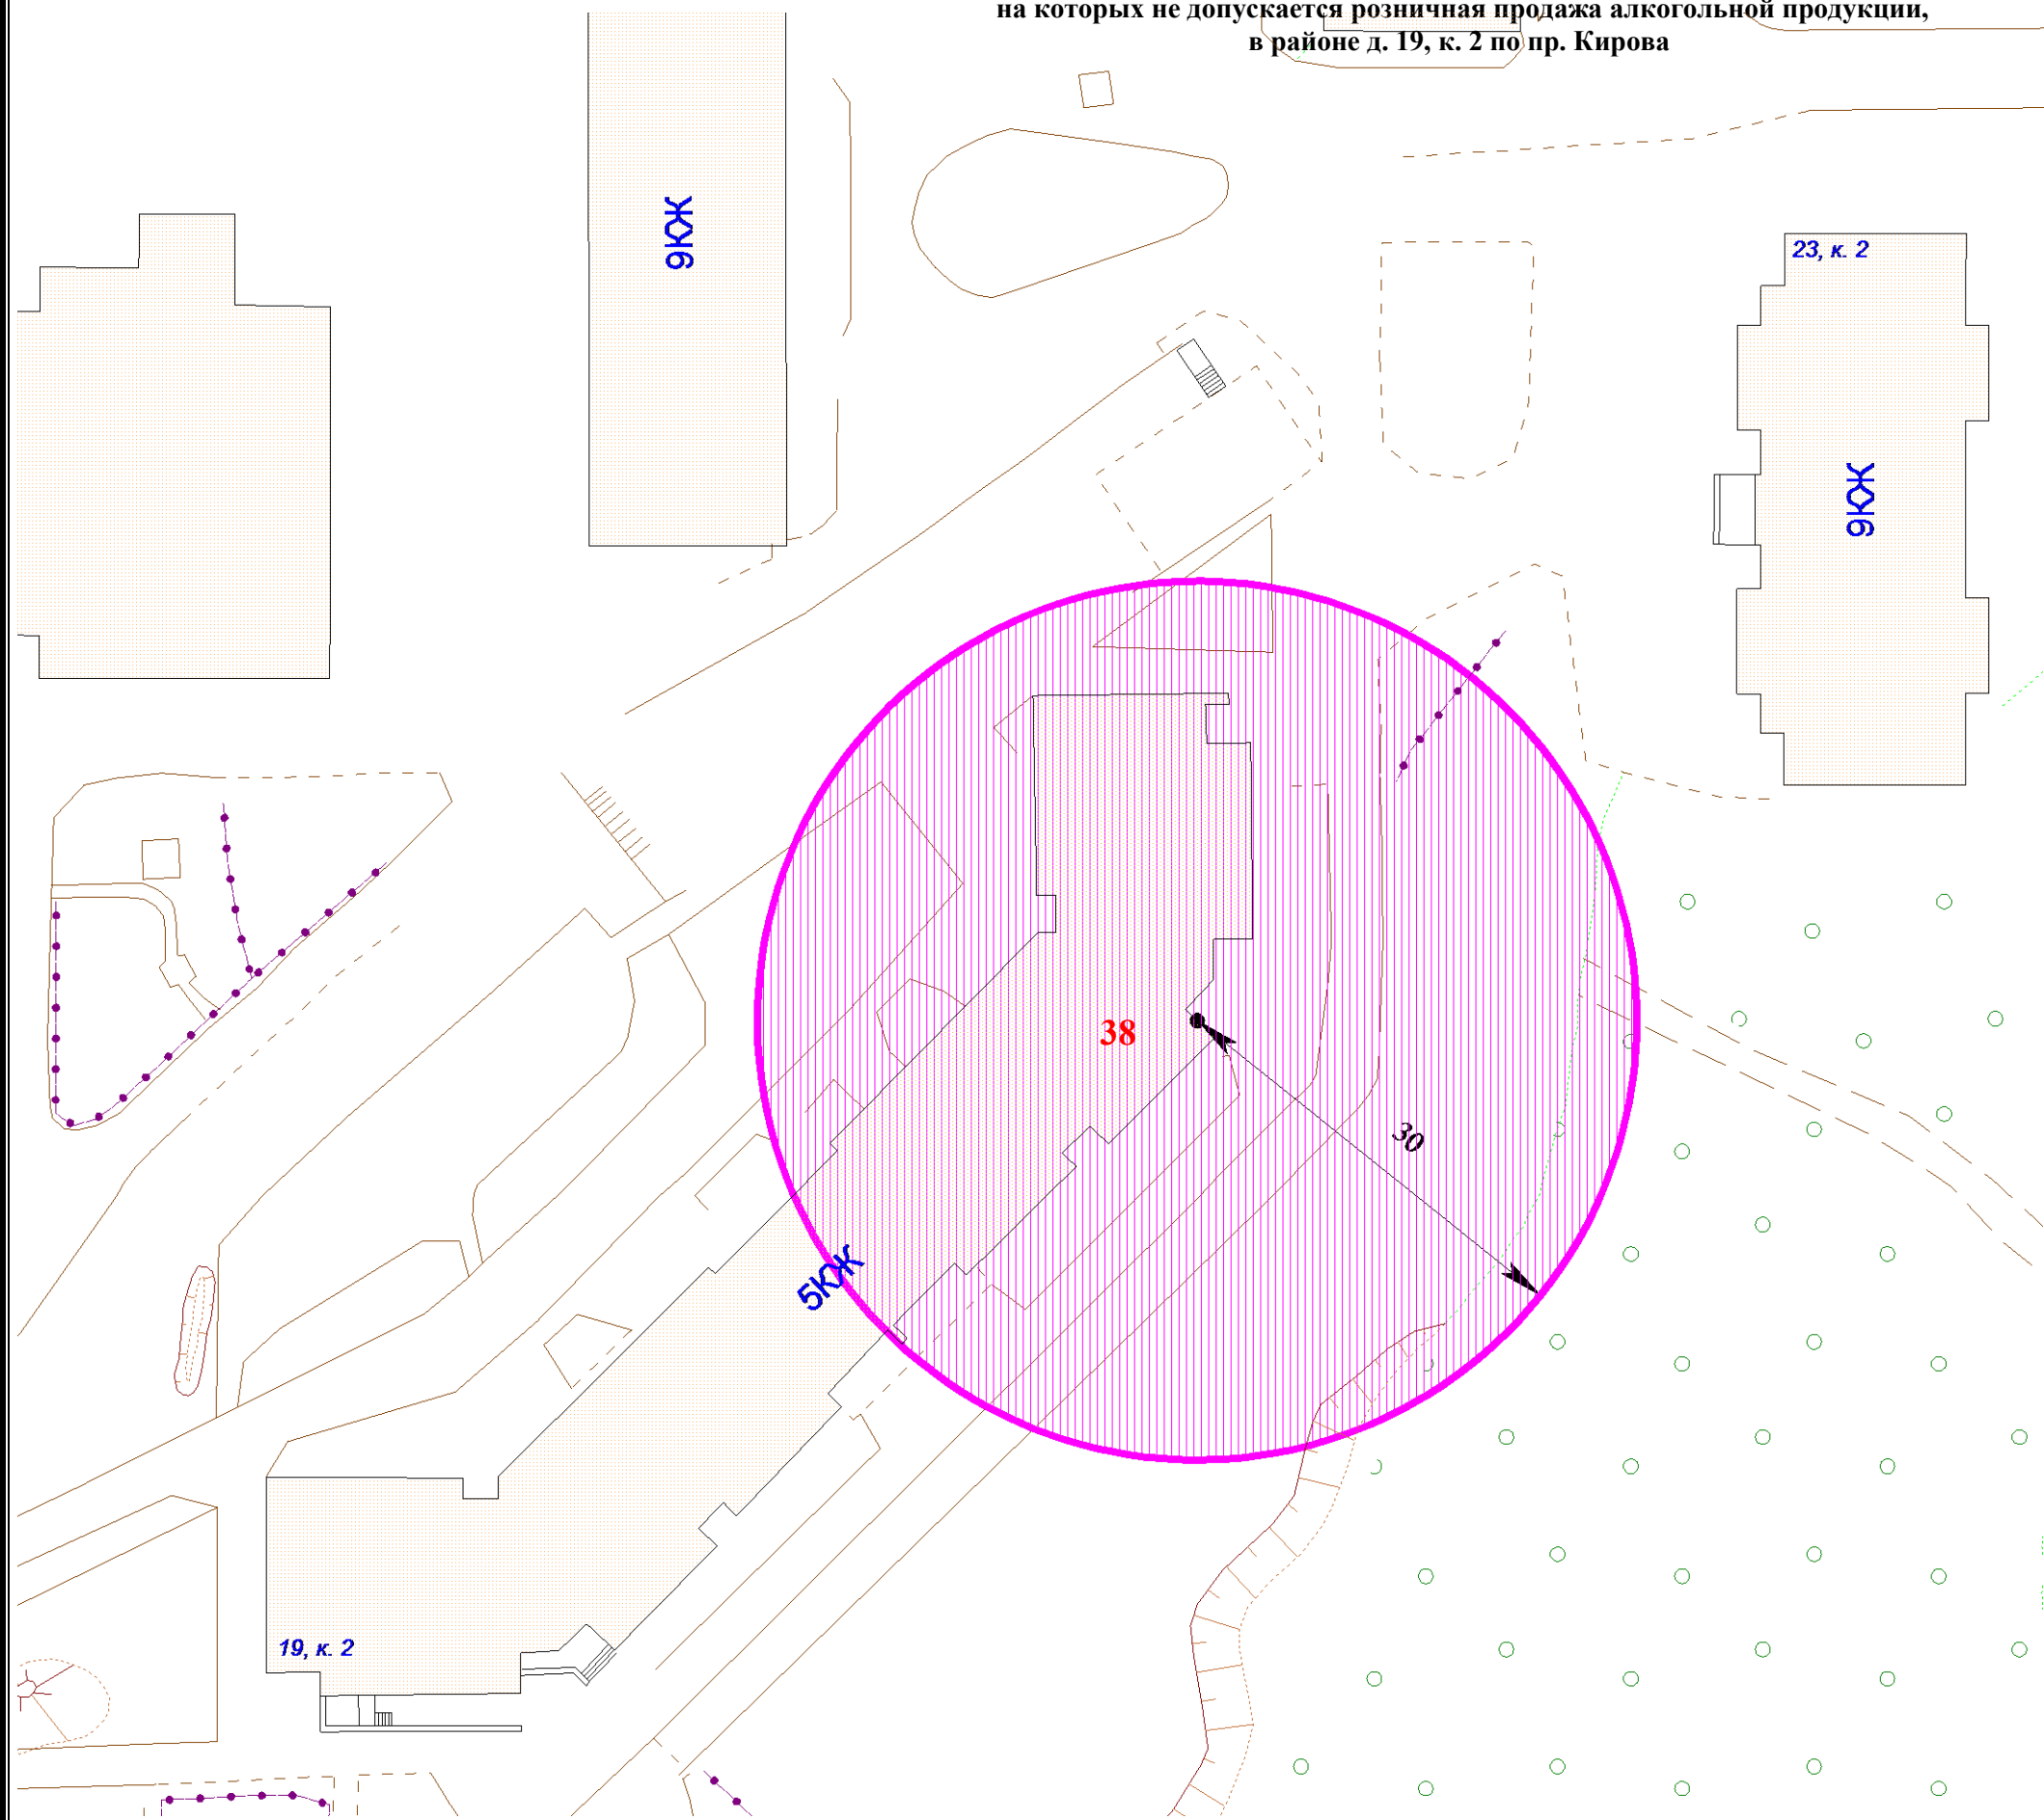 на которых не допускается розничная продажа алкогольной продукции,
в районе д. 19, к. 2 по пр. Кирова
9КЖ
23, к. 2
9КЖ
38
30
5КЖ
19, к. 2